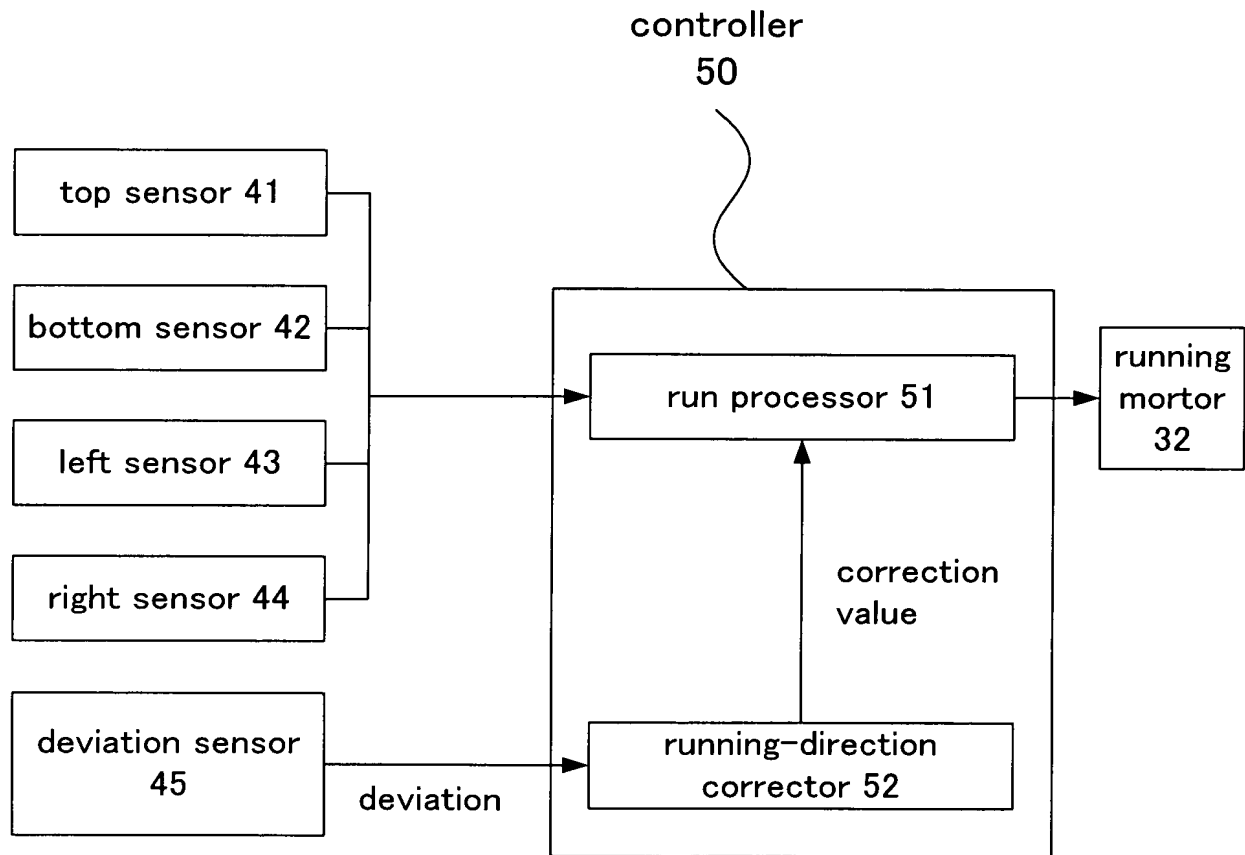 controller
50
top sensor 41
bottom sensor 42
left sensor 43
right sensor 44
deviation sensor
45
deviation
run processor 51
correction
value
running-direction
corrector 52
running
mortor
32